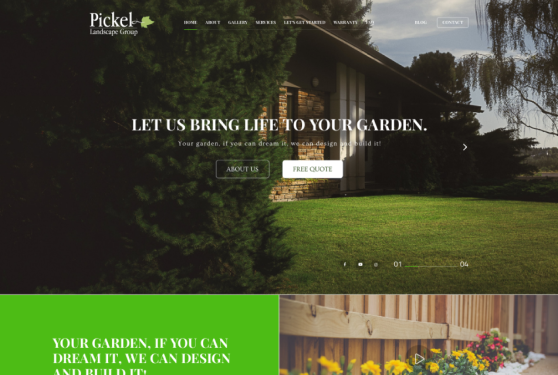 Pickel
Landscape Group
HOME ABOUT GALLERY SERVICES LET'S GET STARTED WARRANTY FAQ BLOG CONTACT
LET US BRING LIFE TO YOUR GARDEN.
Your garden, if you can dream it, we can design and build it!
ABOUT US FREE QUOTE
01 04
YOUR GARDEN, IF YOU CAN
DREAM IT, WE CAN DESIGN
AND BUILD IT!